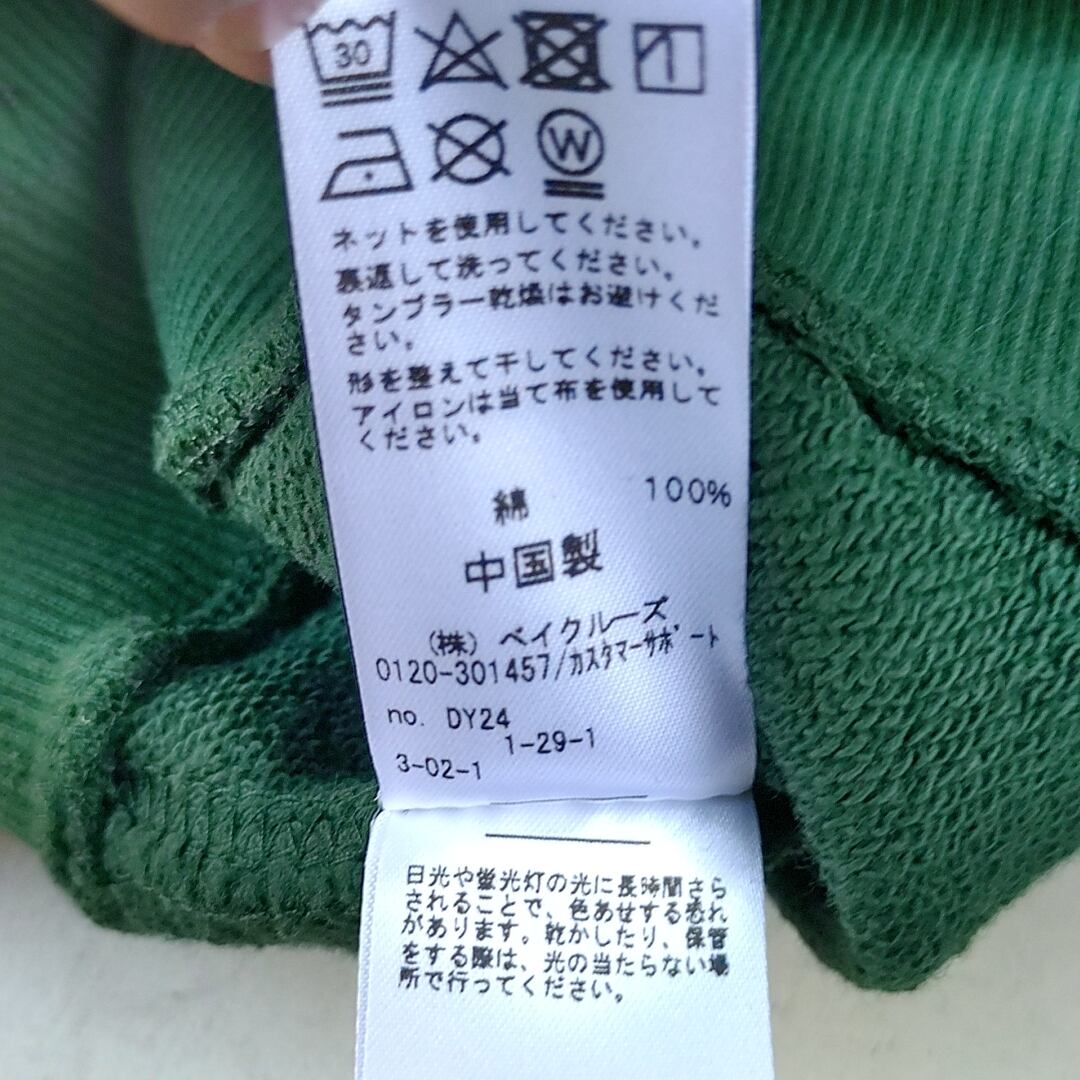 30
W
ネットを使用してください。
裏返して洗ってください。
タンブラー乾燥はお避けくだ
さい。
形を整えて干してください。
アイロンは当て布を使用して
ください。
綿 100%
中国製
(株) ベイクルーズ
0120-301457/カスタマーサポート
no. DY24
1-29-1
3-02-1
日光や蛍光灯の光に長時間さら
されることで、色あせする恐れ
があります。乾かしたり、保管
をする際は、光の当たらない場
所で行ってください。